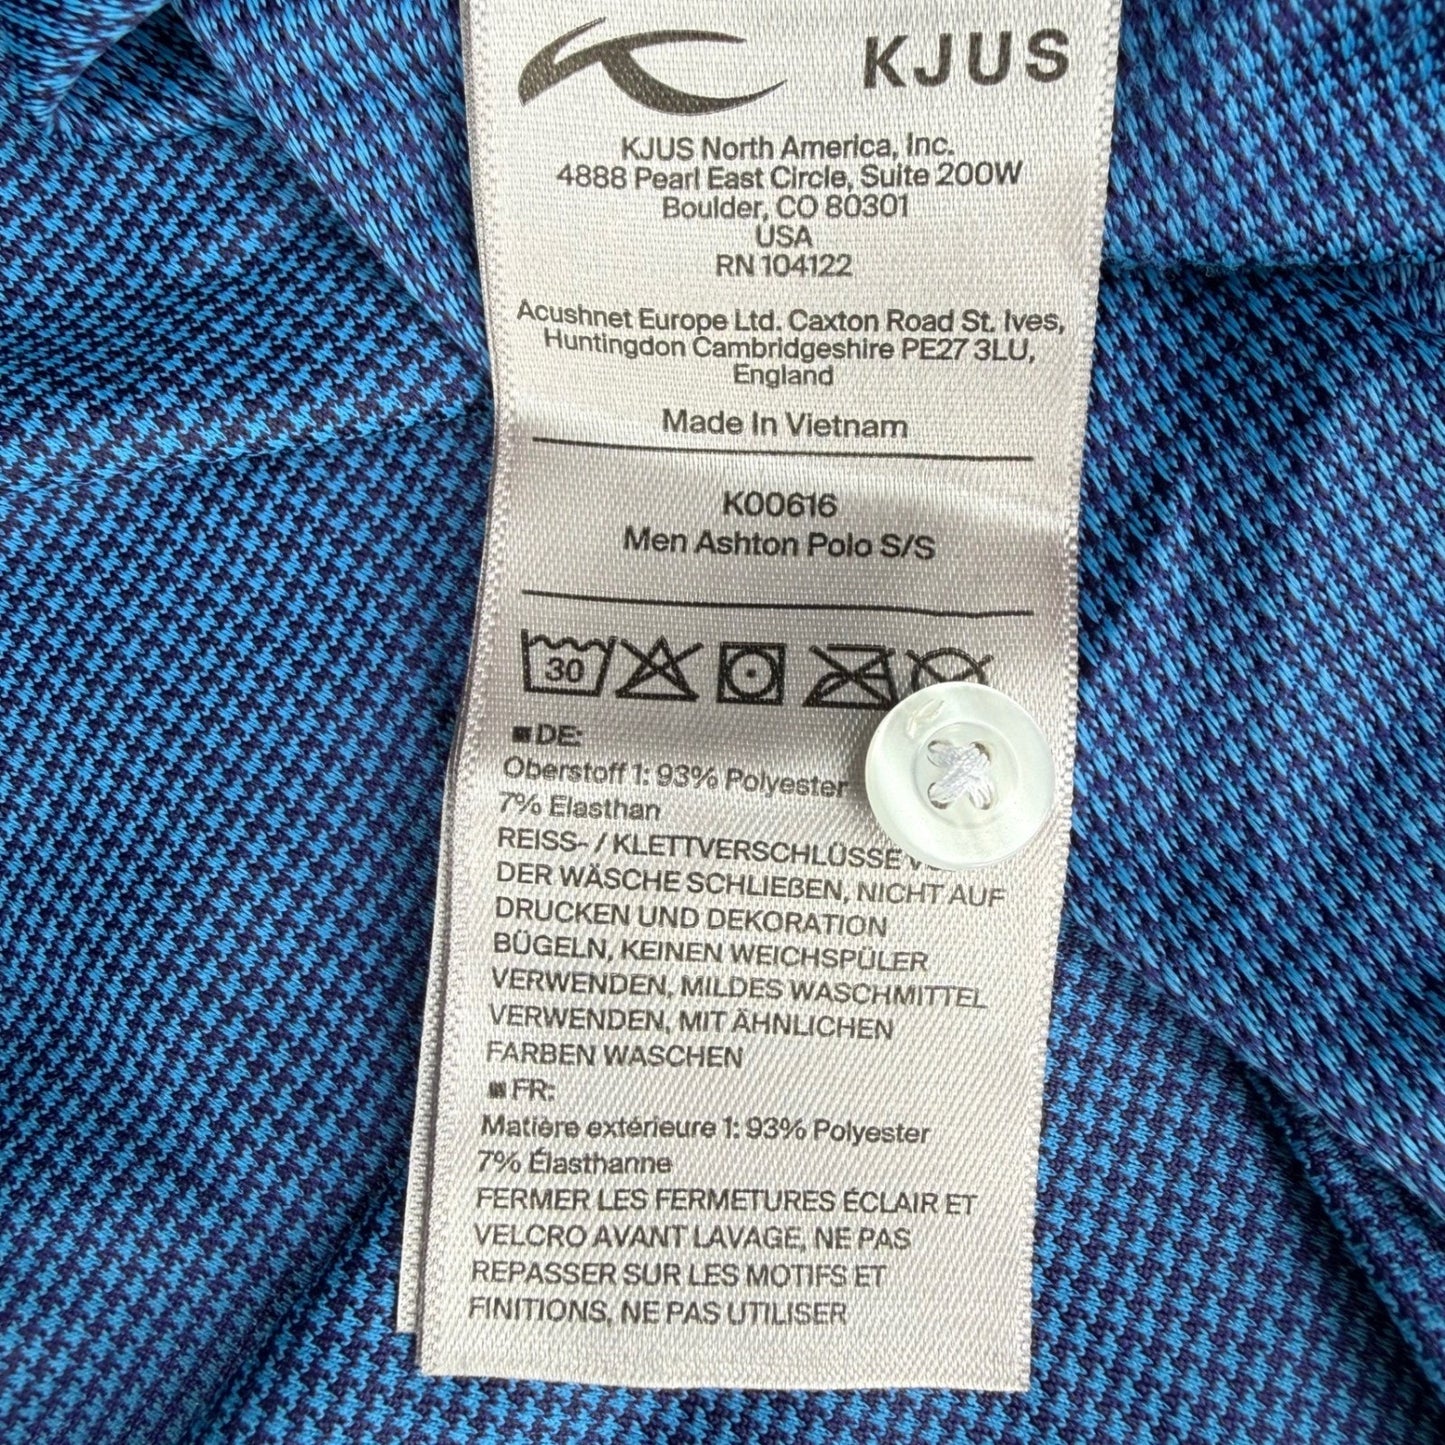 KJUS
KJUS North America, Inc.
4888 Pearl East Circle, Suite 200W
Boulder, CO 80301
USA
RN 104122
Acushnet Europe Ltd. Caxton Road St. Ives,
Huntingdon Cambridgeshire PE27 3LU,
England
Made In Vietnam
K00616
Men Ashton Polo S/S
30
DE:
Oberstoff 1: 93% Polyester
7% Elasthan
REISS- / KLETTVERSCHLÜSSE
DER WÄSCHE SCHLIEßEN, NICHT AUF
DRUCKEN UND DEKORATION
BÜGELN, KEINEN WEICHSPÜLER
VERWENDEN, MILDES WASCHMITTEL
VERWENDEN, MIT ÄHNLICHEN
FARBEN WASCHEN
FR:
Matière extérieure 1: 93% Polyester
7% Élasthanne
FERMER LES FERMETURES ÉCLAIR ET
VELCRO AVANT LAVAGE, NE PAS
REPASSER SUR LES MOTIFS ET
FINITIONS, NE PAS UTILISER